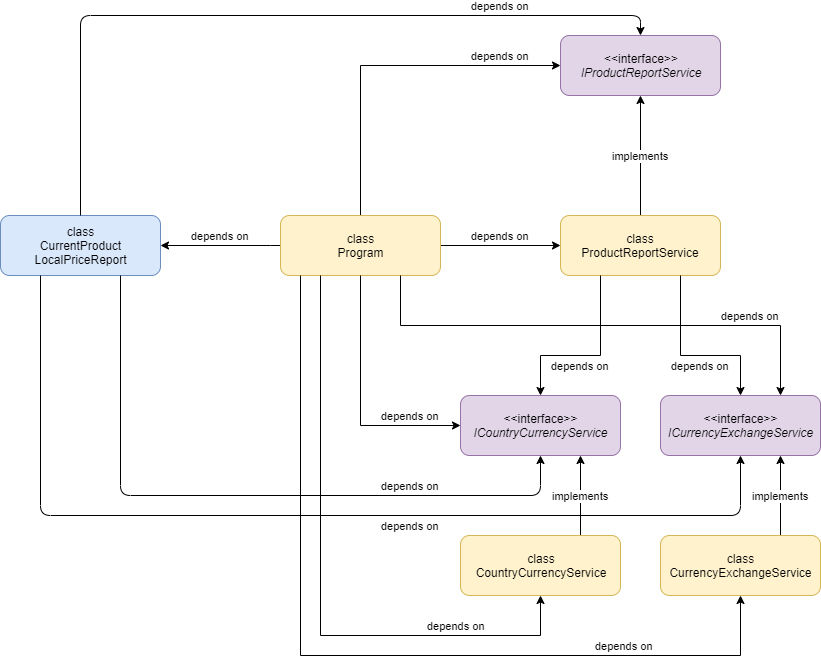 depends on
depends on
<<interface>>
IProductReportService
implements
class
CurrentProduct
LocalPriceReport
depends on
class
Program
depends on
class
ProductReportService
depends on
depends on
depends on
depends on
<<interface>>
ICountryCurrencyService
<<interface>>
ICurrencyExchangeService
depends on
implements
implements
depends on
class
CountryCurrencyService
class
CurrencyExchangeService
depends on
depends on